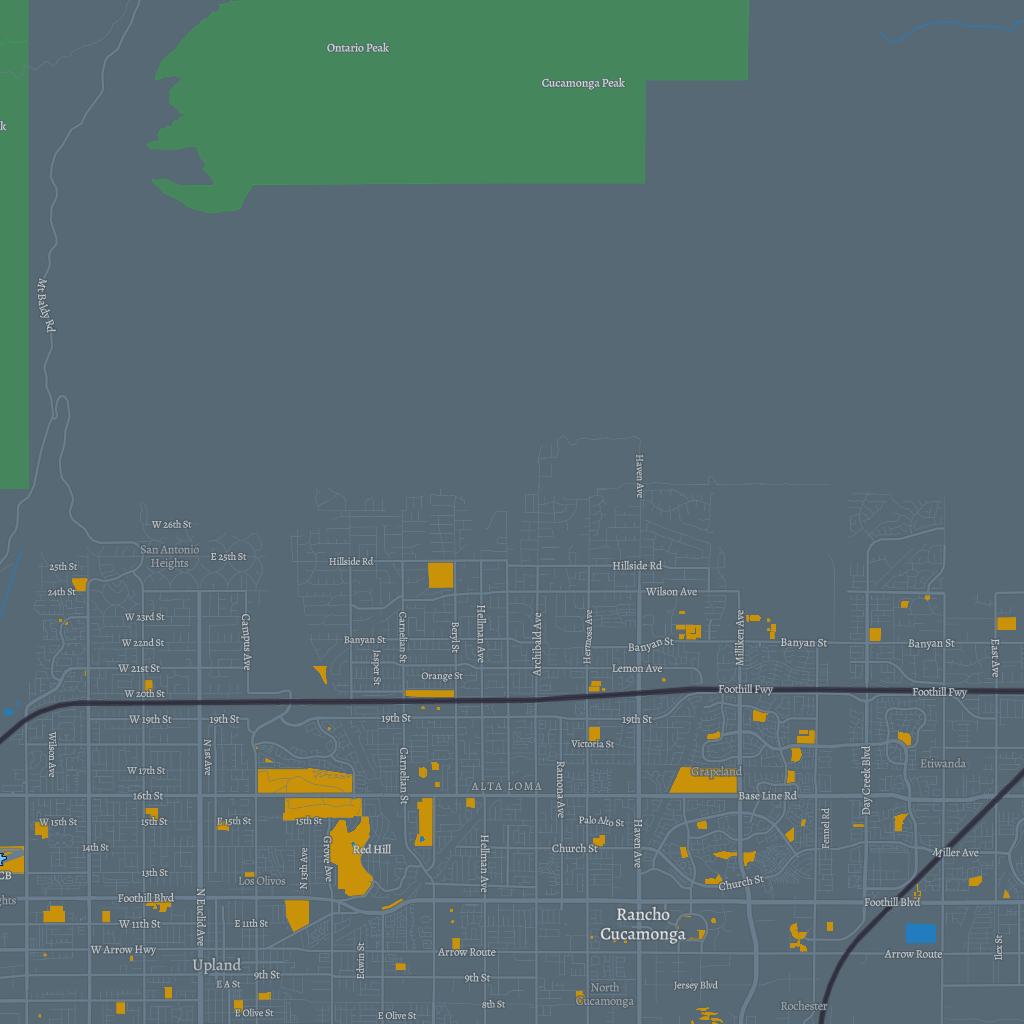 Ontario Peak
Cucamonga Peak
k
Mt Baldy Rd
Haven Ave
W 26th St
San Antonio
Heights
E 25th St
25th St
24th St
Hillside Rd
Hillside Rd
Wilson Ave
W 23rd St
Campus Ave
Carnelian St
Beryl St
Hellman Ave
Archibald Ave
Hermosa Ave
Milliken Ave
W 22nd St
Banyan St
Banyan St
Banyan St
Banyan St
East Ave
W 21st St
Jasper St
Orange St
Lemon Ave
W 20th St
Foothill Fwy
Foothill Fwy
W 19th St
19th St
19th St
19th St
Wilson Ave
N 1st Ave
Carnelian St
Victoria St
W 17th St
Grapeland
Etiwanda
16th St
ALTA LOMA
Ramona Ave
Base Line Rd
Day Creek Blvd
W 15th St
15th St
E 15th St
15th St
Palo Alto St
Haven Ave
Fennel Rd
14th St
Grove Ave
Red Hill
Hellman Ave
Church St
Miller Ave
CB
13th St
Los Olivos
N 13th Ave
Church St
ghts
Foothill Blvd
Foothill Blvd
N Euclid Ave
W 11th St
E 11th St
Rancho
Cucamonga
W Arrow Hwy
Edwin St
Arrow Route
Arrow Route
Ilex St
Upland
9th St
9th St
E A St
Jersey Blvd
North
Cucamonga
8th St
Rochester
E Olive St
E Olive St